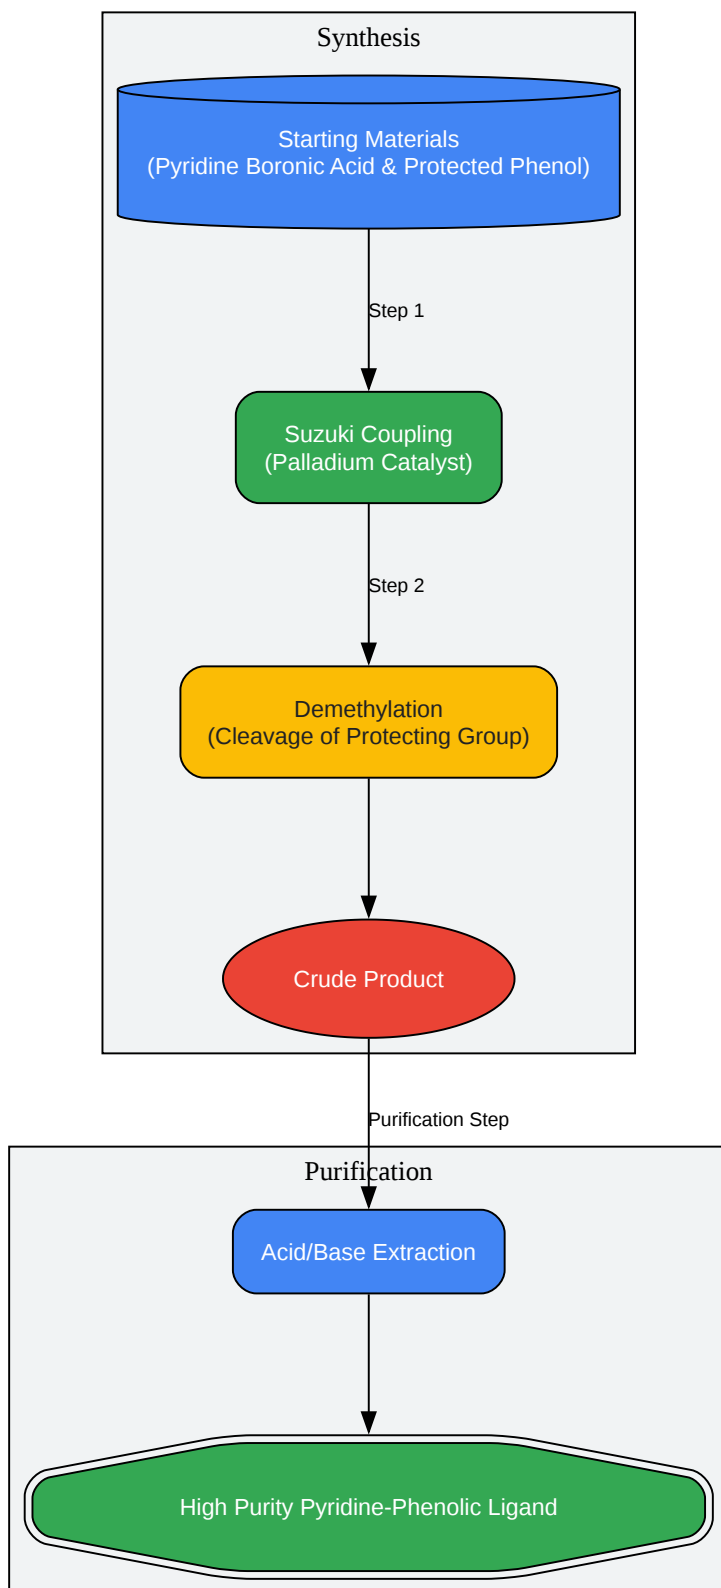 Synthesis
Starting Materials
(Pyridine Boronic Acid & Protected Phenol)
Step 1
Suzuki Coupling
(Palladium Catalyst)
Step 2
Demethylation
(Cleavage of Protecting Group)
Crude Product
Purification Step
Purification
Acid/Base Extraction
High Purity Pyridine-Phenolic Ligand